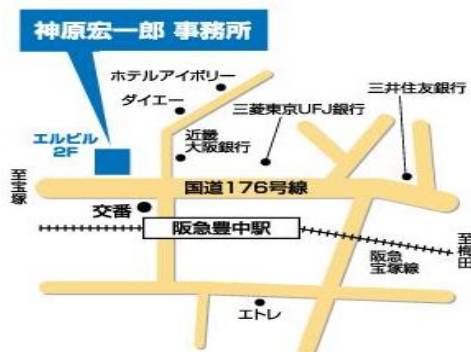 神原宏一郎 事務所
ホテルアイボリー
ダイエー
三菱東京UFJ銀行
三井住友銀行
近畿
大阪銀行
エルビル
2F
至宝塚
国道176号線
交番
阪急豊中駅
至梅田
阪急
宝塚線
エトレ